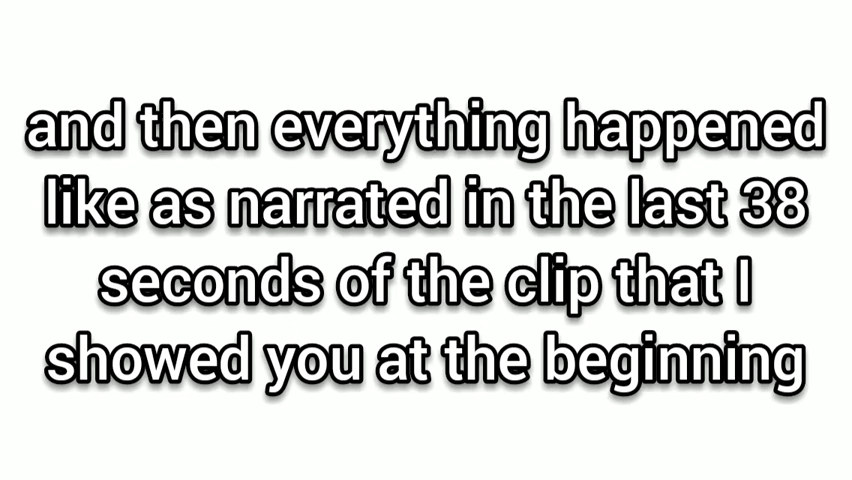 and then everything happened
like as narrated in the last 38
seconds of the clip that I
showed you at the beginning